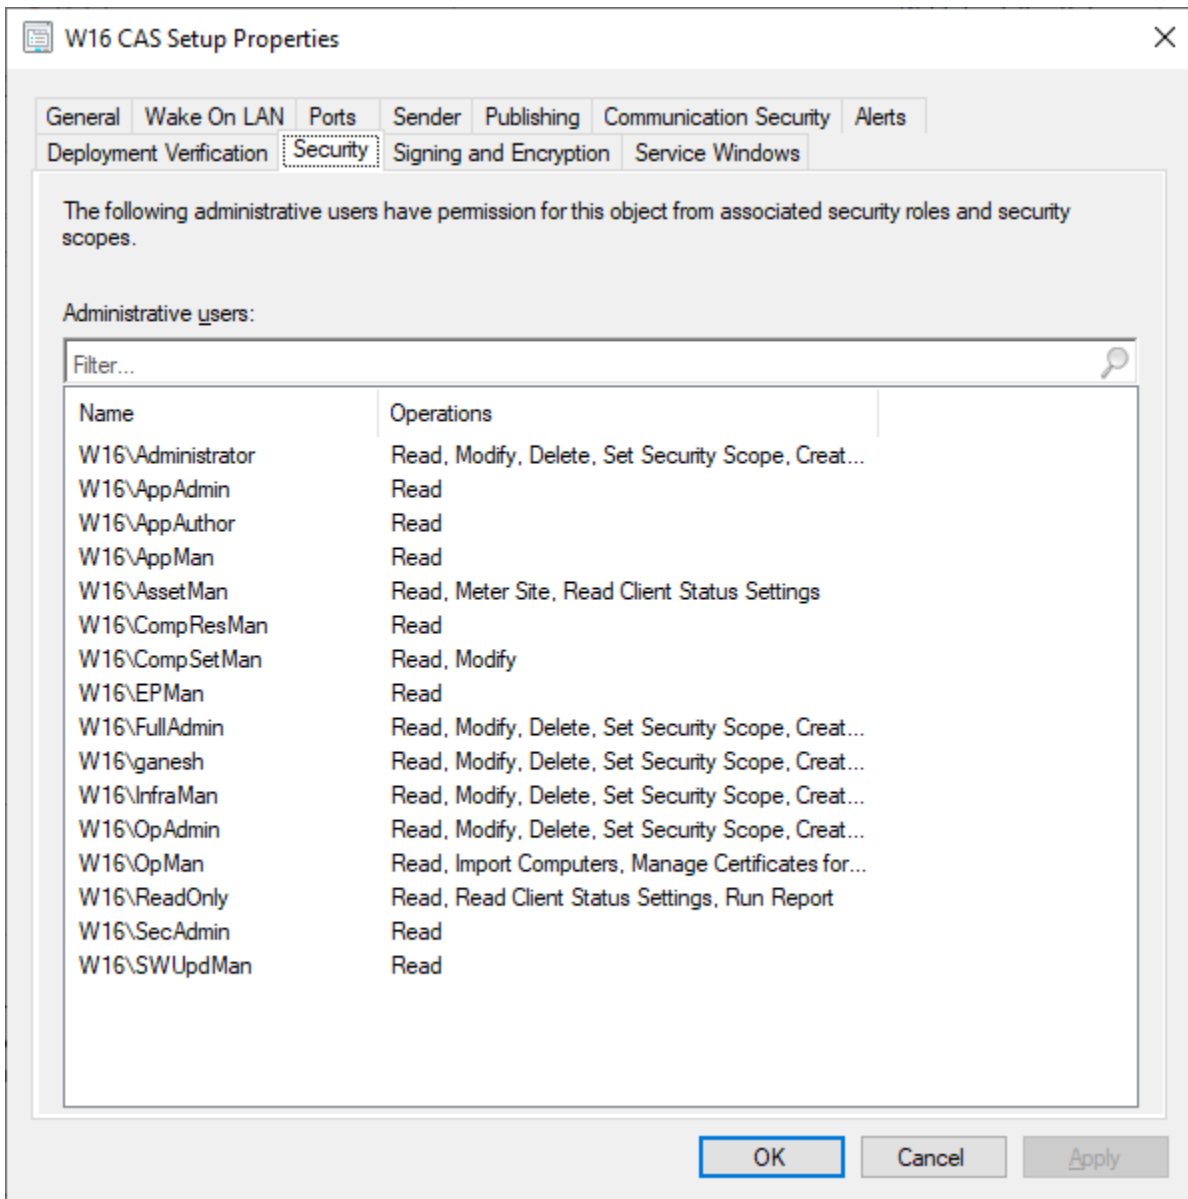 W16 CAS Setup Properties
General Wake On LAN Ports Sender Publishing Communication Security Alerts
Deployment Verification Security Signing and Encryption Service Windows
The following administrative users have permission for this object from associated security roles and security
scopes.
Administrative users:
Filter...
Name Operations
W16\Administrator Read, Modify, Delete, Set Security Scope, Creat...
W16\AppAdmin Read
W16\AppAuthor Read
W16\AppMan Read
W16\AssetMan Read, Meter Site, Read Client Status Settings
W16\CompResMan Read
W16\CompSetMan Read, Modify
W16\EPMan Read
W16\FullAdmin Read, Modify, Delete, Set Security Scope, Creat...
W16\ganesh Read, Modify, Delete, Set Security Scope, Creat...
W16\InfraMan Read, Modify, Delete, Set Security Scope, Creat...
W16\OpAdmin Read, Modify, Delete, Set Security Scope, Creat...
W16\OpMan Read, Import Computers, Manage Certificates for...
W16\ReadOnly Read, Read Client Status Settings, Run Report
W16\SecAdmin Read
W16\SWUpdMan Read
OK Cancel Apply